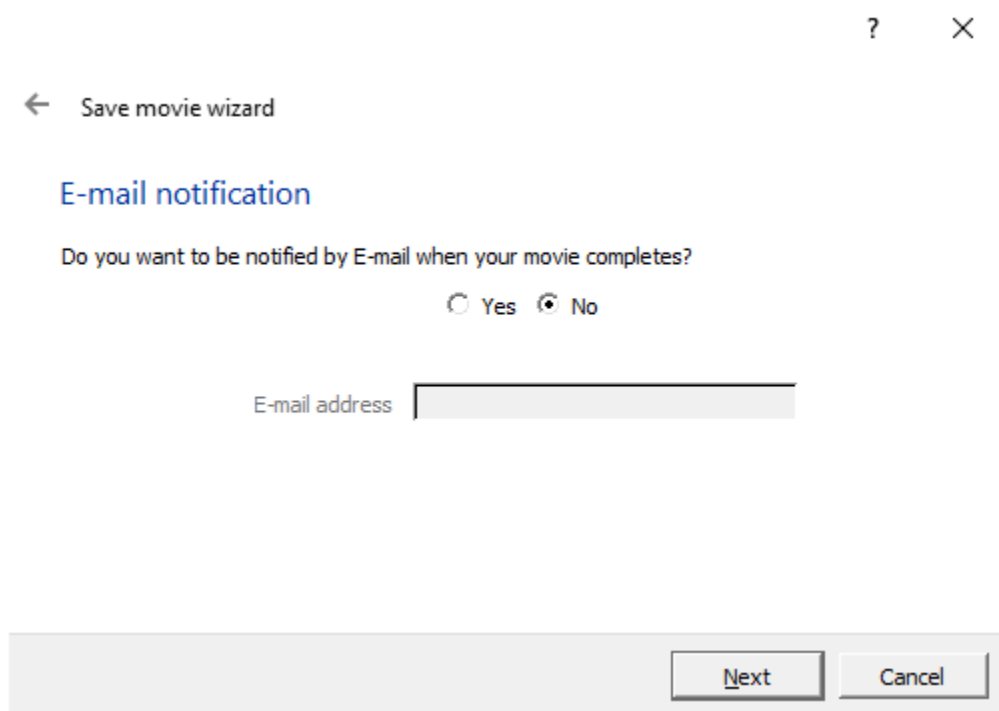 ?
Save movie wizard
E-mail notification
Do you want to be notified by E-mail when your movie completes?
Yes No
E-mail address
Next Cancel